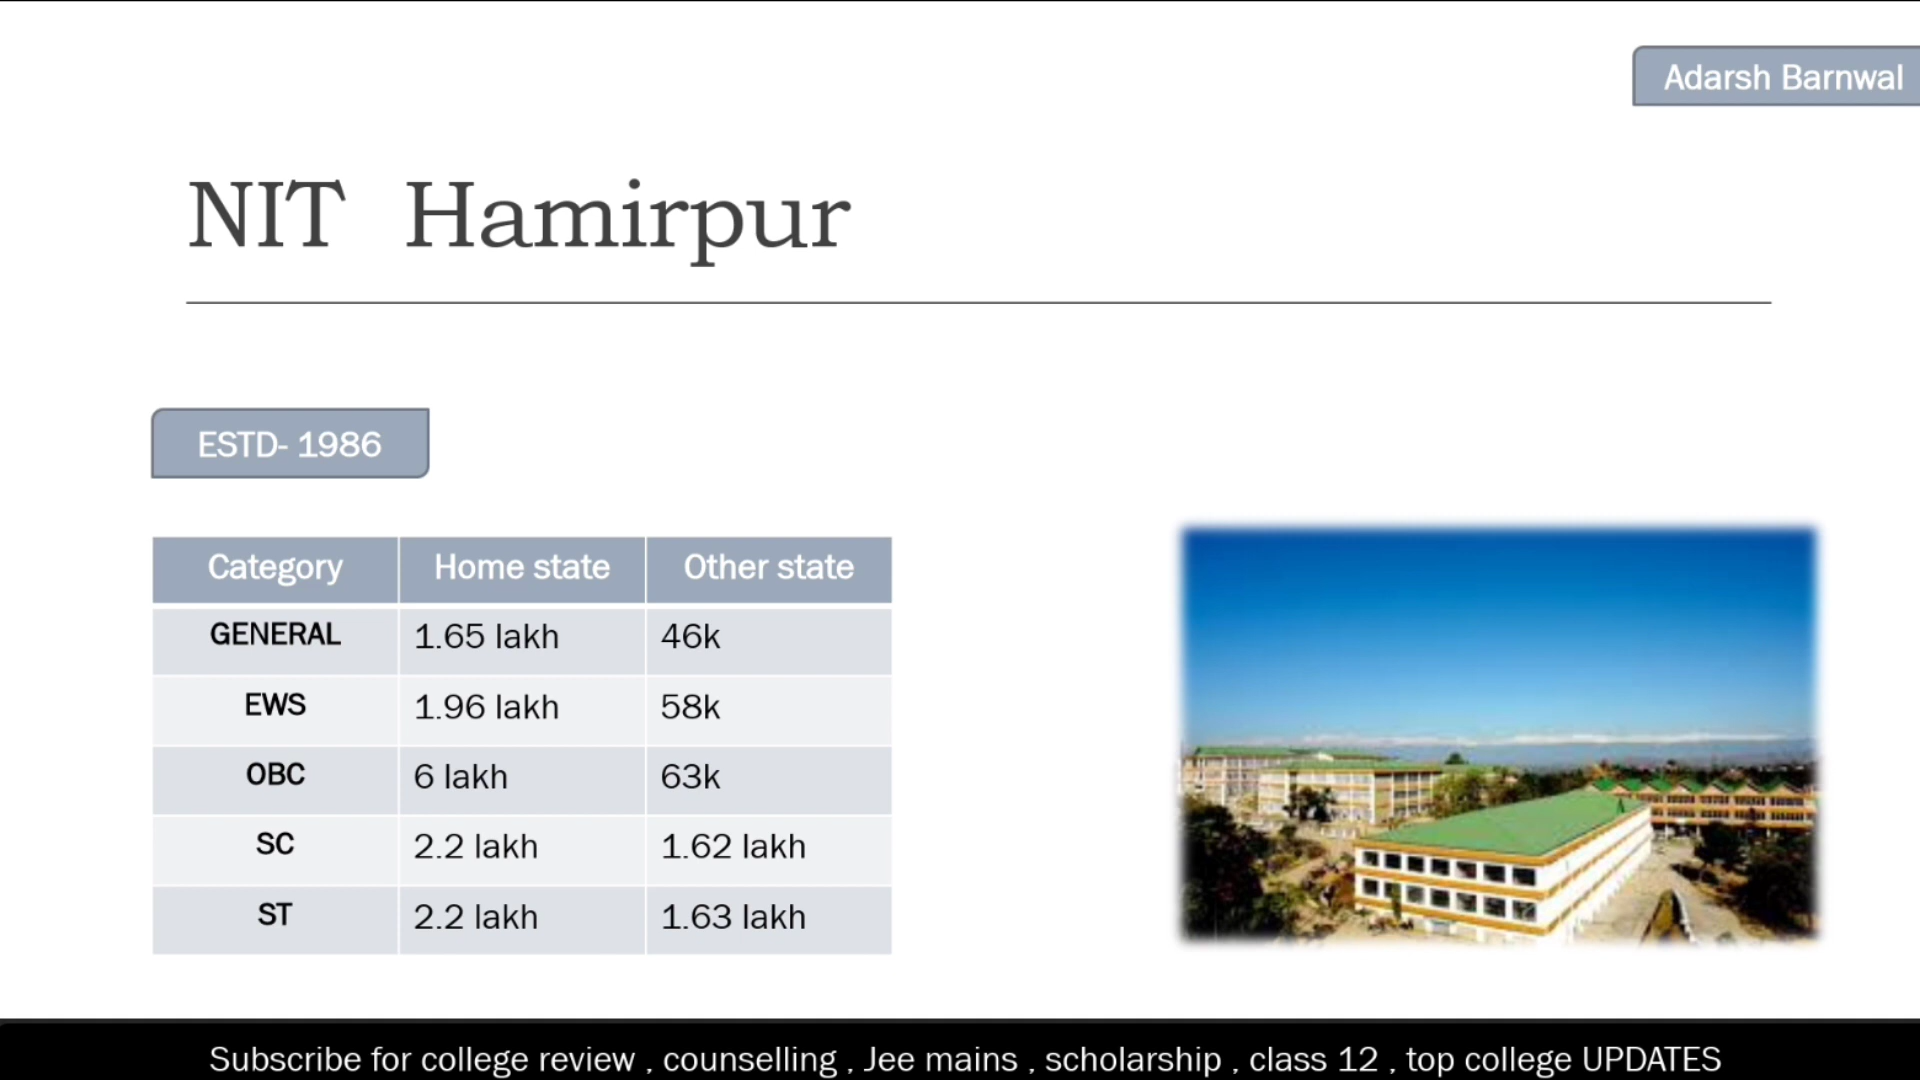 Adarsh Barnwal
NIT Hamirpur
ESTD- 1986
Category Home state Other state
GENERAL 1.65 lakh 46k
EWS 1.96 lakh 58k
OBC 6 lakh 63k
SC 2.2 lakh 1.62 lakh
ST 2.2 lakh 1.63 lakh
Subscribe for college review , counselling , Jee mains , scholarship , class 12 , top college UPDATES